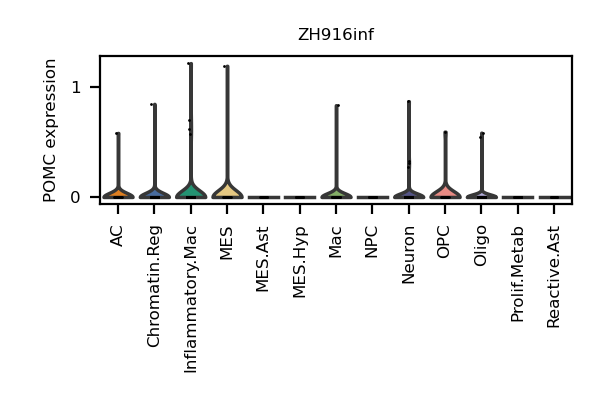 ZH916inf
POMC expression
1
0
AC
Chromatin.Reg
Inflammatory.Mac
MES
MES.Ast
MES.Hyp
Mac
NPC
Neuron
OPC
Oligo
Prolif.Metab
Reactive.Ast